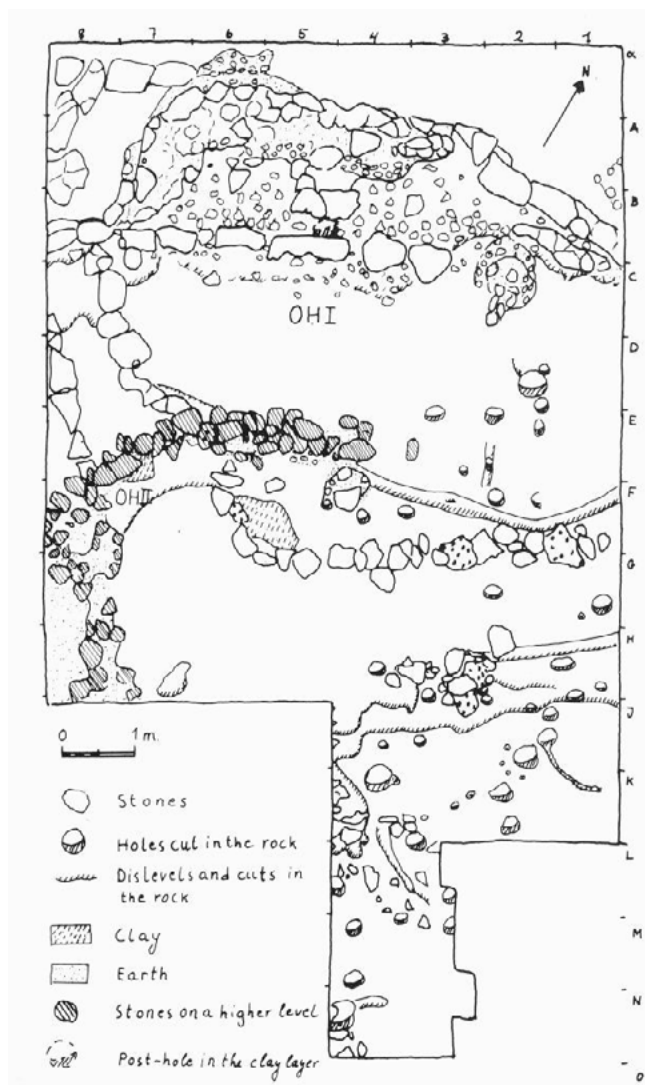 8 7 6 5 4 3 2 1
α
N
A
B
C
OHI
D
E
F
OHII
G
H
J
0 1 m.
K
Stones
Holes cut in the rock
L
Dislevels and cuts in
the rock
Clay
M
Earth
Stones on a higher level
N
Post-hole in the clay layer
O